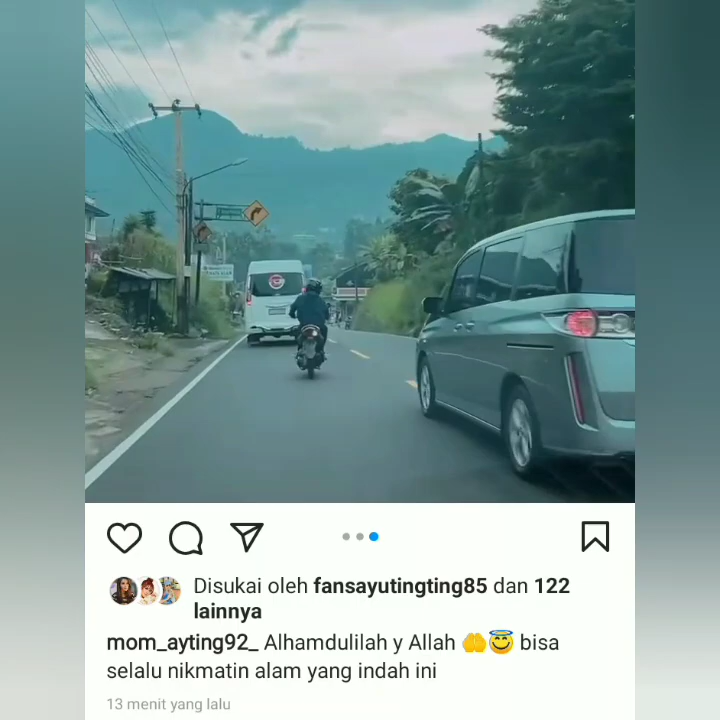 Disukai oleh fansayutingting85 dan 122
lainnya
mom_ayting92_ Alhamdulilah y Allah 🤲😇 bisa
selalu nikmatin alam yang indah ini
13 menit yang lalu